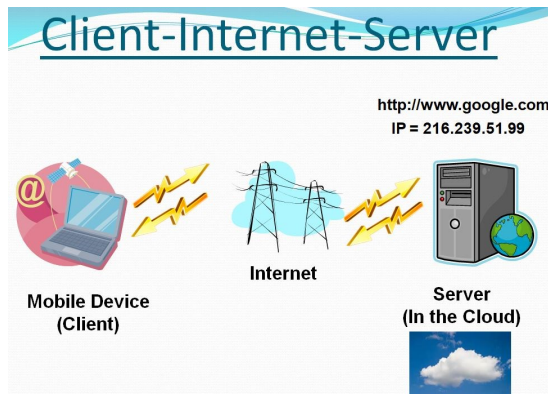 Client-Internet-Server
http://www.google.com
IP = 216.239.51.99
@
Internet
Mobile Device
(Client)
Server
(In the Cloud)